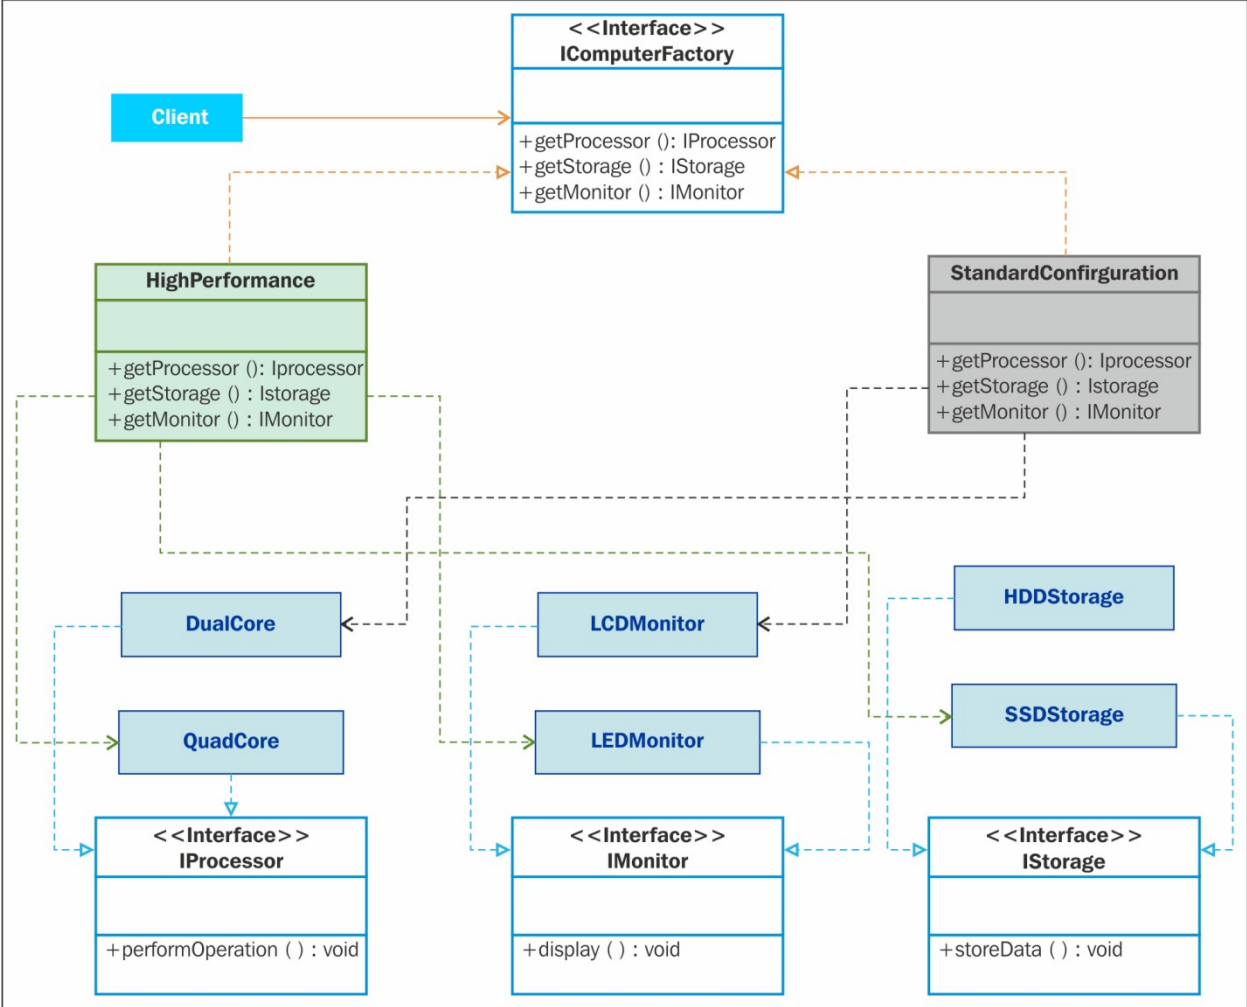 <<Interface>>
IComputerFactory
Client
+getProcessor (): IProcessor
+getStorage () : IStorage
+getMonitor () : IMonitor
HighPerformance
+getProcessor (): Iprocessor
+getStorage () : Istorage
+getMonitor () : IMonitor
StandardConfirguration
+getProcessor (): Iprocessor
+getStorage () : Istorage
+getMonitor () : IMonitor
DualCore
LCDMonitor
HDDStorage
QuadCore
LEDMonitor
SSDStorage
<<Interface>>
IProcessor
+performOperation ( ) : void
<<Interface>>
IMonitor
+display ( ) : void
<<Interface>>
IStorage
+storeData ( ) : void